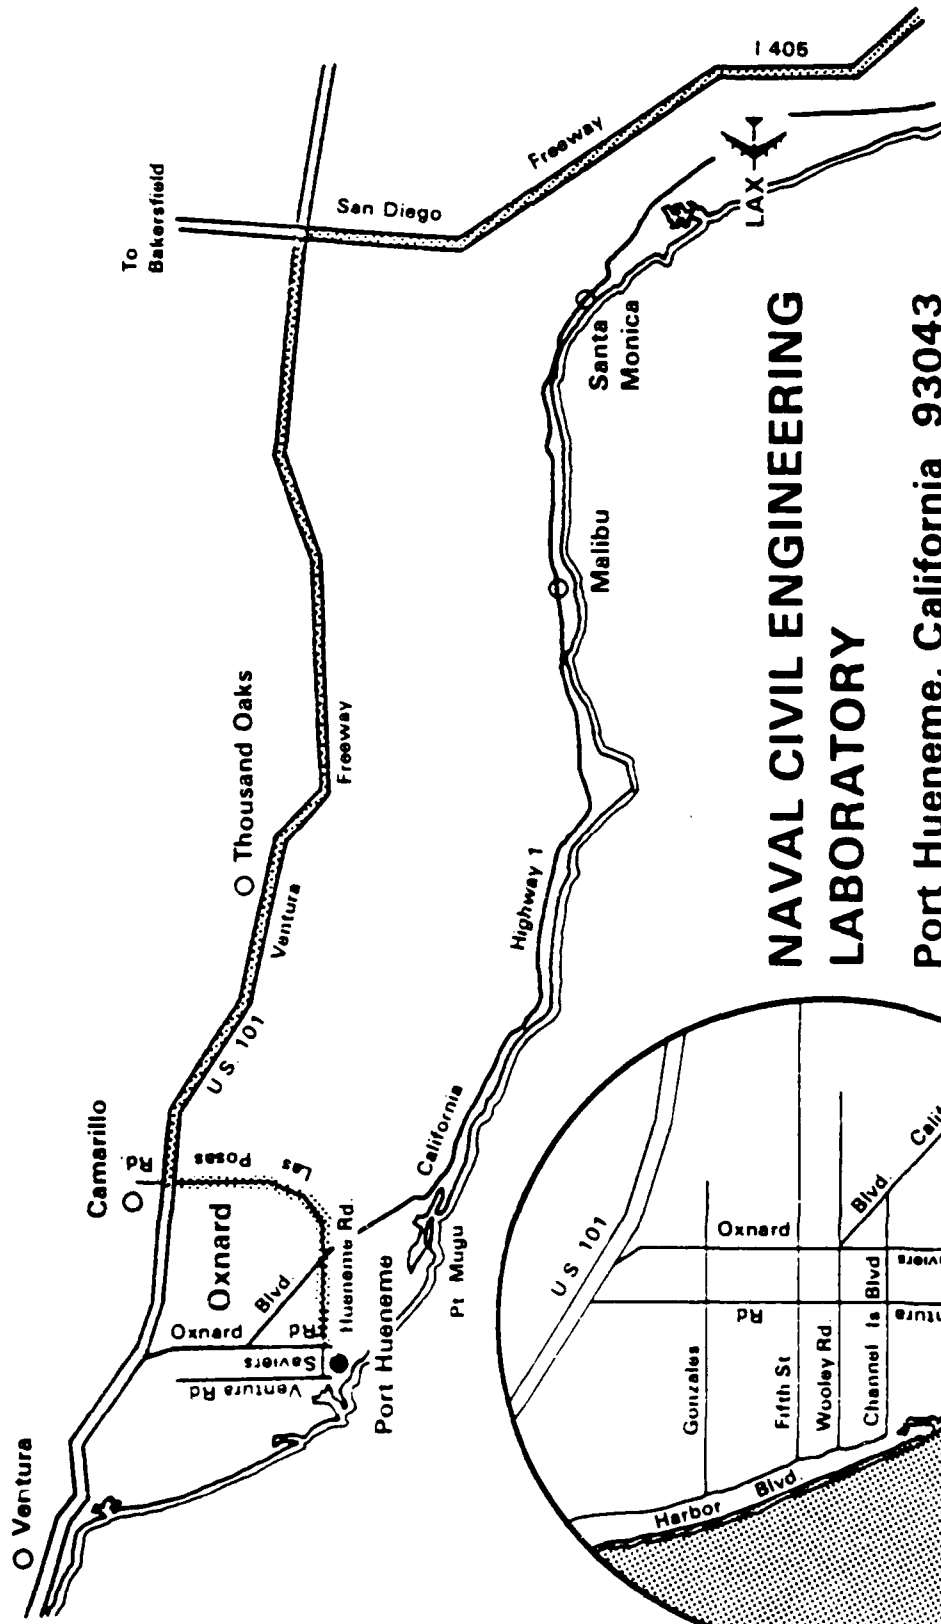 To
Bakersfield
San Diego
Freeway
I 405
LAX
Santa
Monica
Malibu
Highway 1
California
Thousand Oaks
Ventura
Freeway
U.S. 101
Camarillo
Las
Posas
Rd.
Oxnard
Oxnard
Blvd.
Saviers
Rd
Ventura Rd
Hueneme Rd.
Port Hueneme
Pt Mugu
Ventura
NAVAL CIVIL ENGINEERING
LABORATORY
Port Hueneme, California 93043
U S 101
Oxnard
Blvd.
Rd
Gonzales
Fifth St
Wooley Rd.
Channel Is Blvd
Harbor Blvd.